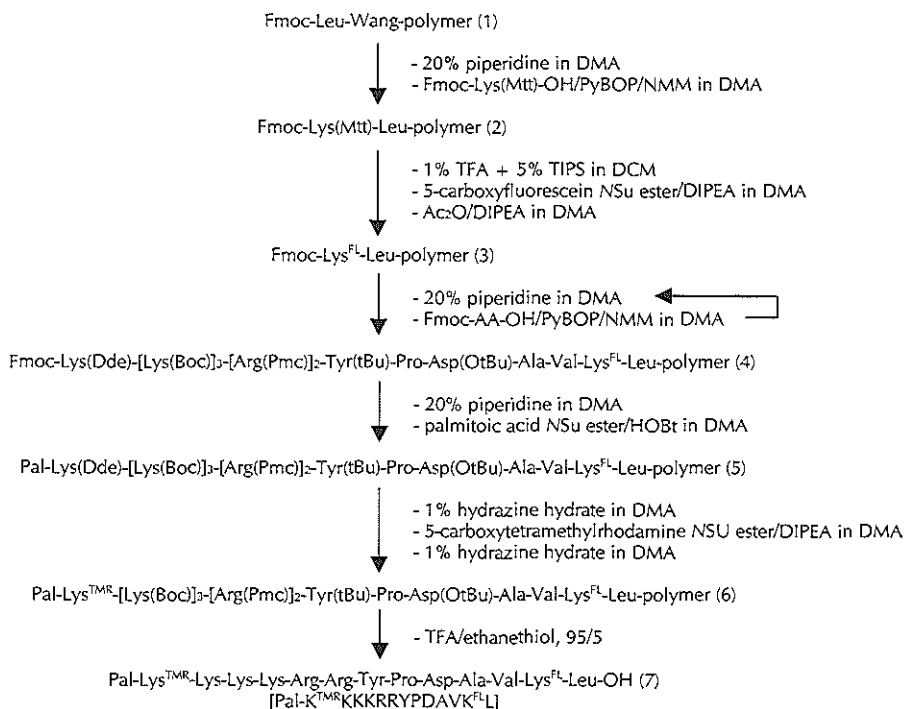 Fmoc-Leu-Wang-polymer (1)
- 20% piperidine in DMA
- Fmoc-Lys(Mtt)-OH/PyBOP/NMM in DMA
Fmoc-Lys(Mtt)-Leu-polymer (2)
- 1% TFA + 5% TIPS in DCM
- 5-carboxyfluorescein NSu ester/DIPEA in DMA
- Ac₂O/DIPEA in DMA
Fmoc-Lysᶠᴸ-Leu-polymer (3)
- 20% piperidine in DMA
- Fmoc-AA-OH/PyBOP/NMM in DMA
Fmoc-Lys(Dde)-[Lys(Boc)]₃-[Arg(Pmc)]₂-Tyr(tBu)-Pro-Asp(OtBu)-Ala-Val-Lysᶠᴸ-Leu-polymer (4)
- 20% piperidine in DMA
- palmitoic acid NSu ester/HOBt in DMA
Pal-Lys(Dde)-[Lys(Boc)]₃-[Arg(Pmc)]₂-Tyr(tBu)-Pro-Asp(OtBu)-Ala-Val-Lysᶠᴸ-Leu-polymer (5)
- 1% hydrazine hydrate in DMA
- 5-carboxytetramethylrhodamine NSU ester/DIPEA in DMA
- 1% hydrazine hydrate in DMA
Pal-Lysᵀᴹᴿ-[Lys(Boc)]₃-[Arg(Pmc)]₂-Tyr(tBu)-Pro-Asp(OtBu)-Ala-Val-Lysᶠᴸ-Leu-polymer (6)
- TFA/ethanethiol, 95/5
Pal-Lysᵀᴹᴿ-Lys-Lys-Lys-Arg-Arg-Tyr-Pro-Asp-Ala-Val-Lysᶠᴸ-Leu-OH (7)
[Pal-KᵀᴹᴿKKKRRYPDAVKᶠᴸL]